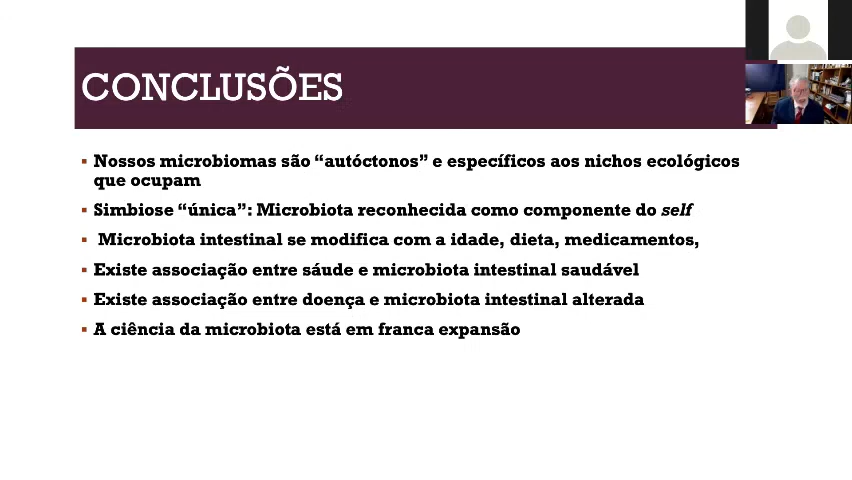 CONCLUSÕES
▪ Nossos microbiomas são “autóctonos” e específicos aos nichos ecológicos
que ocupam
▪ Simbiose “única”: Microbiota reconhecida como componente do self
▪ Microbiota intestinal se modifica com a idade, dieta, medicamentos,
▪ Existe associação entre sáude e microbiota intestinal saudável
▪ Existe associação entre doença e microbiota intestinal alterada
▪ A ciência da microbiota está em franca expansão